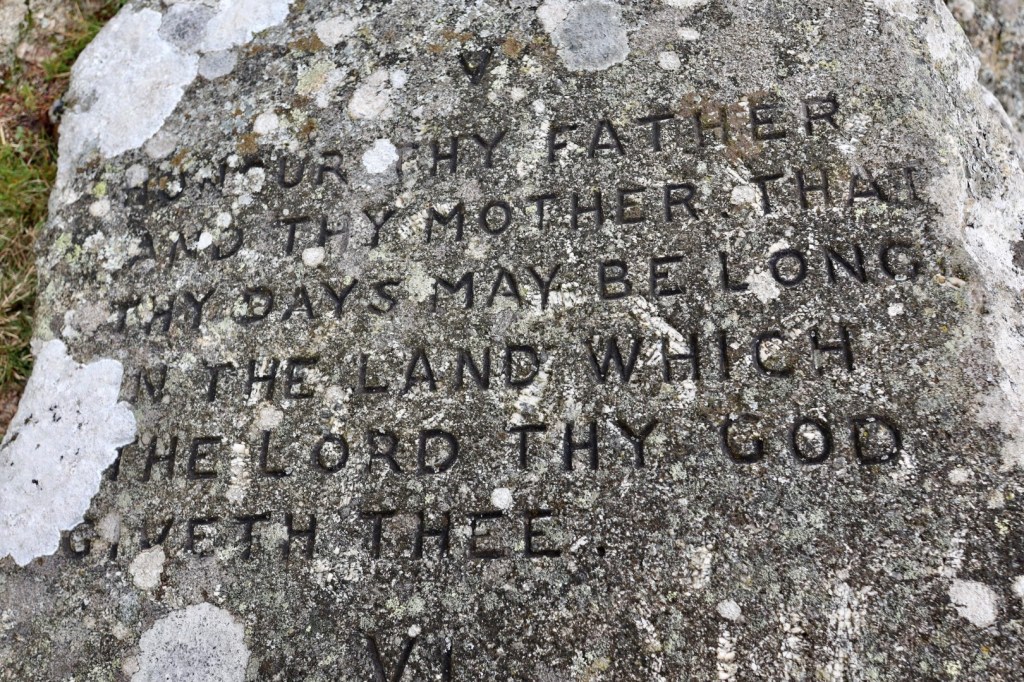 V
HONOUR THY FATHER
AND THY MOTHER. THAT
THY DAYS MAY BE LONG
IN THE LAND WHICH
THE LORD THY GOD
GIVETH THEE.
VI